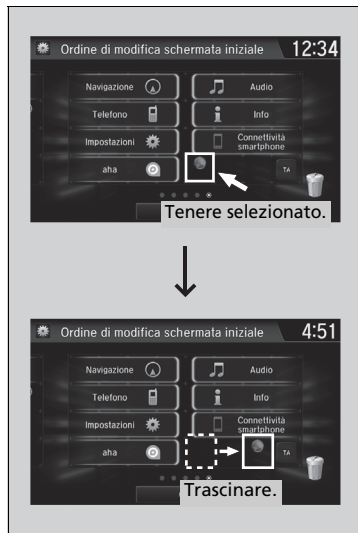 Ordine di modifica schermata iniziale 12:34
Navigazione Audio
Telefono Info
Impostazioni Connettività
smartphone
aha TA
Tenere selezionato.
Ordine di modifica schermata iniziale 4:51
Navigazione Audio
Telefono Info
Impostazioni Connettività
smartphone
aha TA
Trascinare.